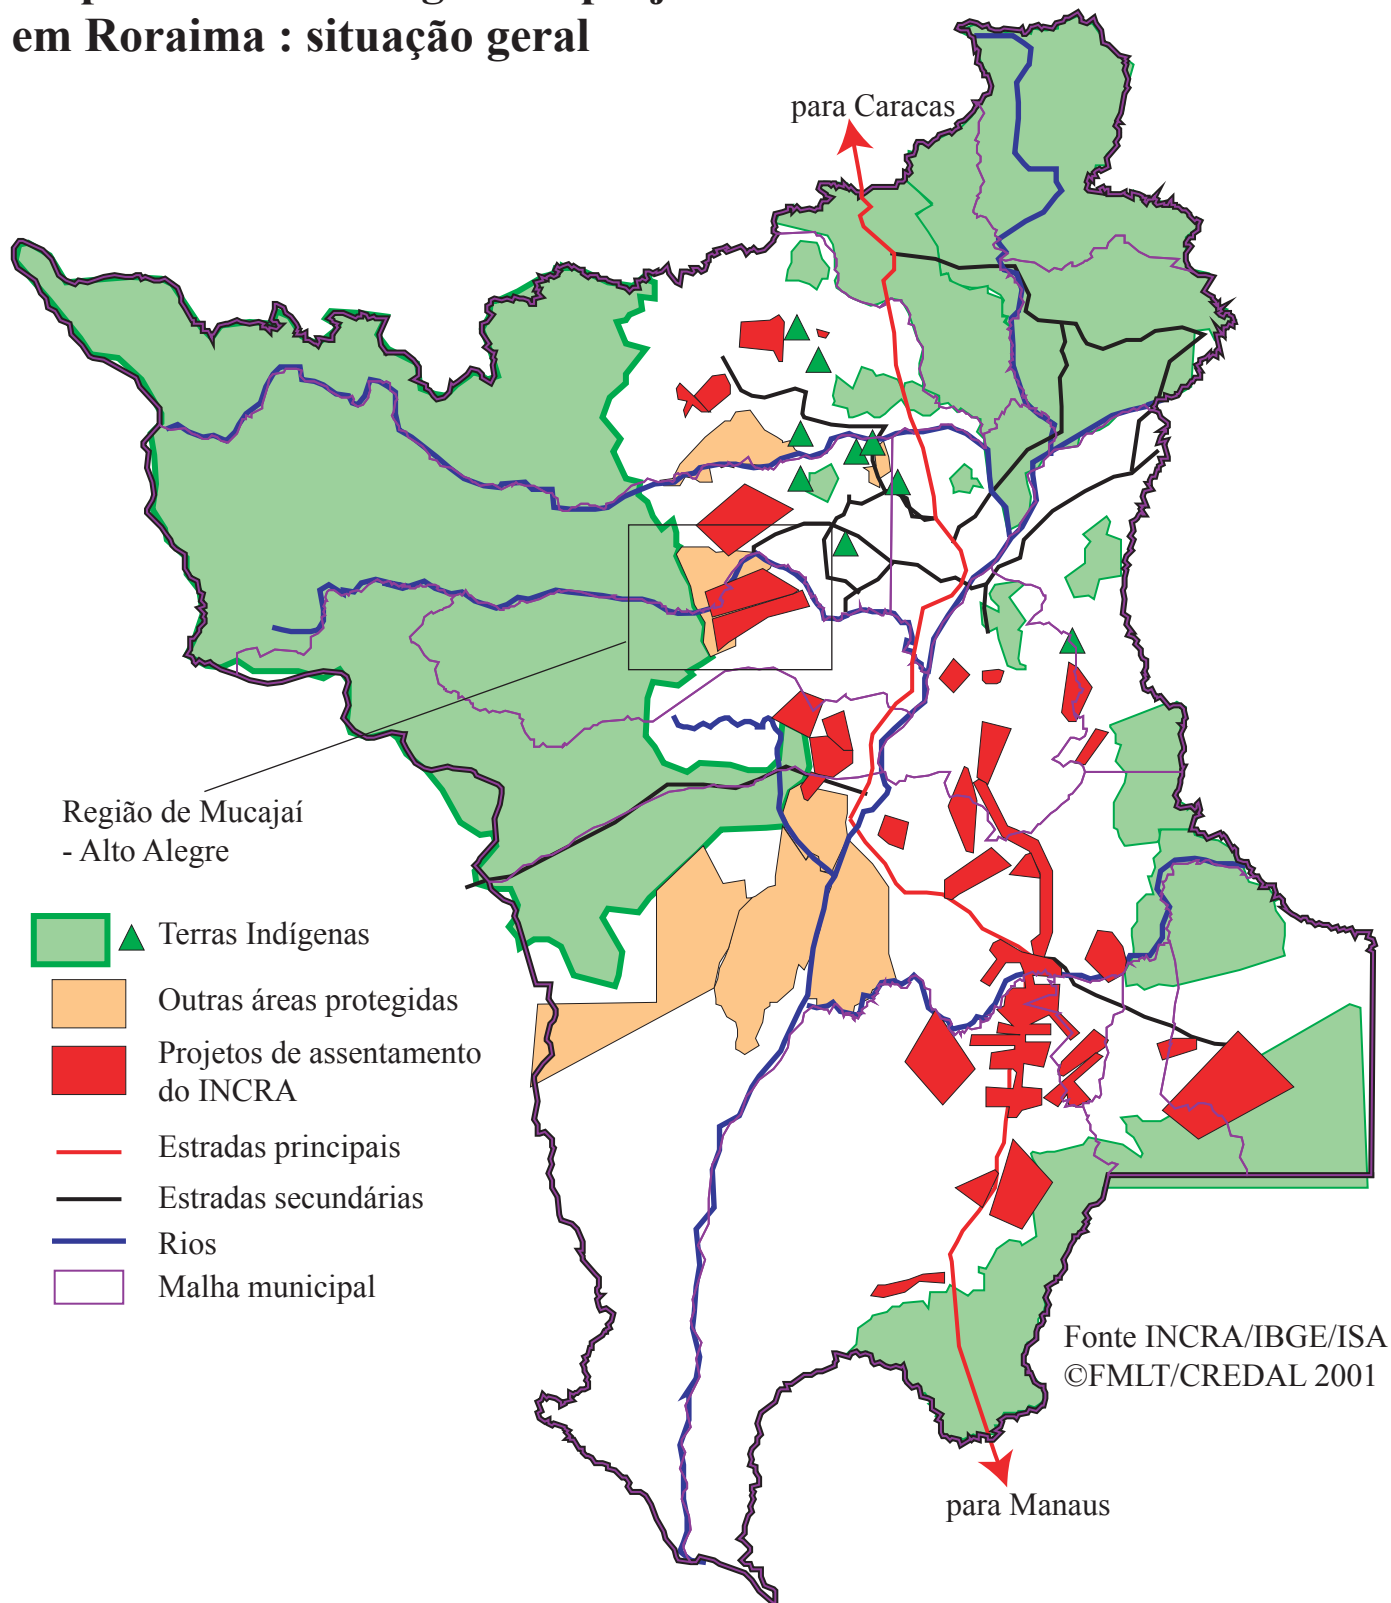 em Roraima : situação geral
para Caracas
Região de Mucajaí
- Alto Alegre
Terras Indígenas
Outras áreas protegidas
Projetos de assentamento
do INCRA
Estradas principais
Estradas secundárias
Rios
Malha municipal
Fonte INCRA/IBGE/ISA
©FMLT/CREDAL 2001
para Manaus